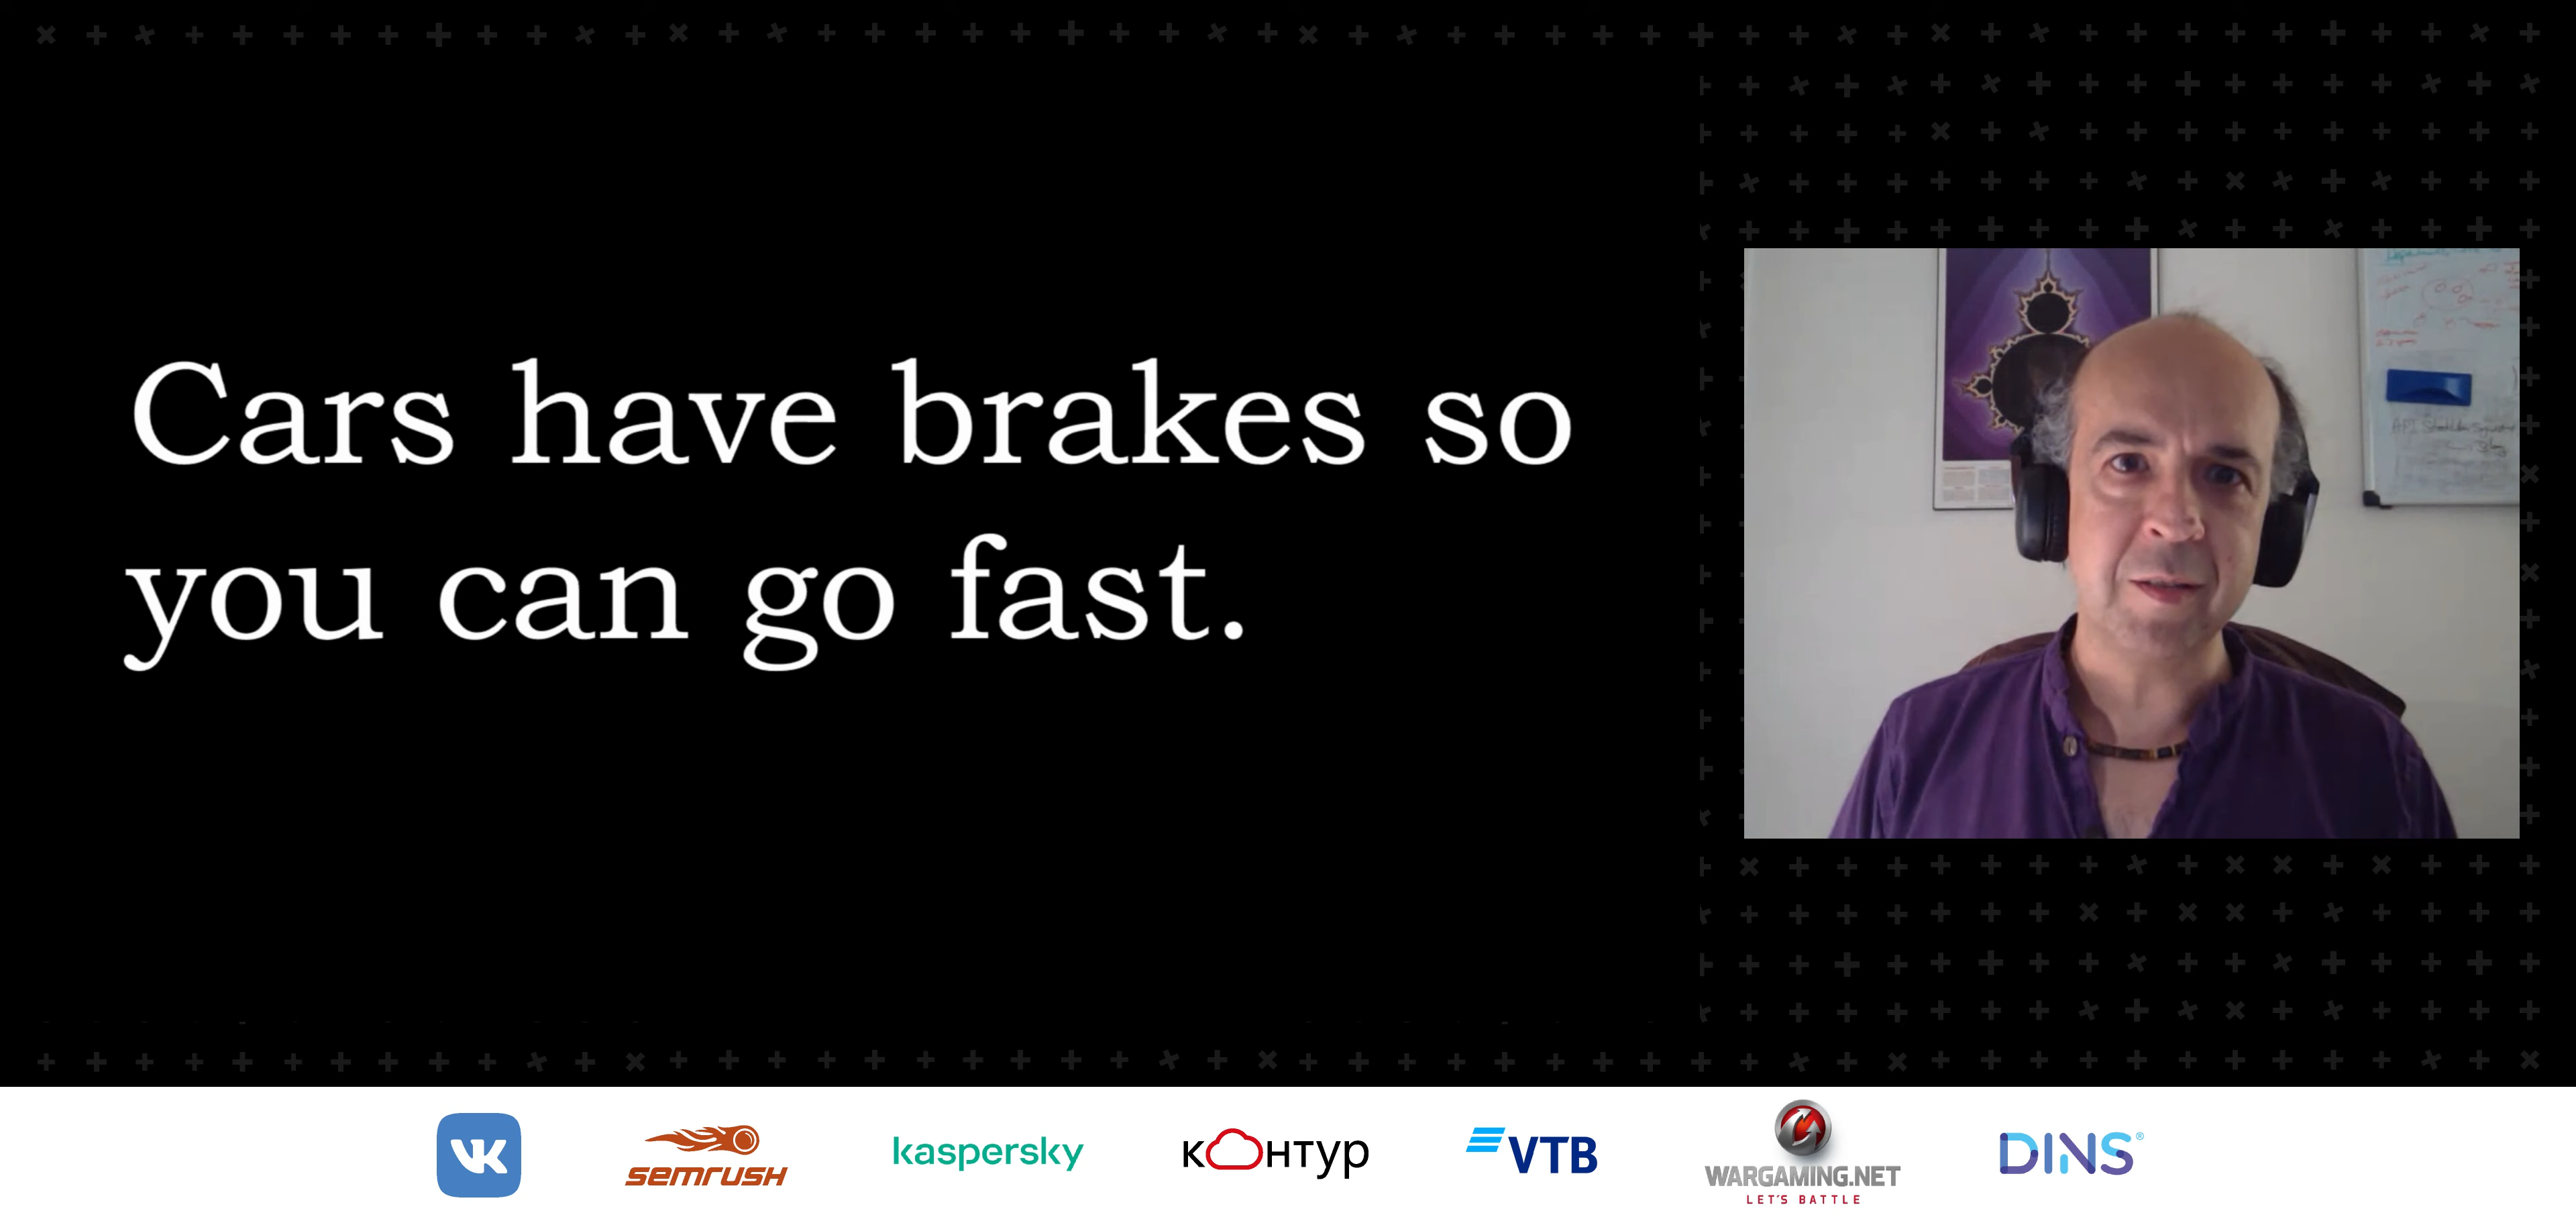 Cars have brakes so
you can go fast.
semrush
kaspersky
контур
VTB
WARGAMING.NET
LET'S BATTLE
DINS®